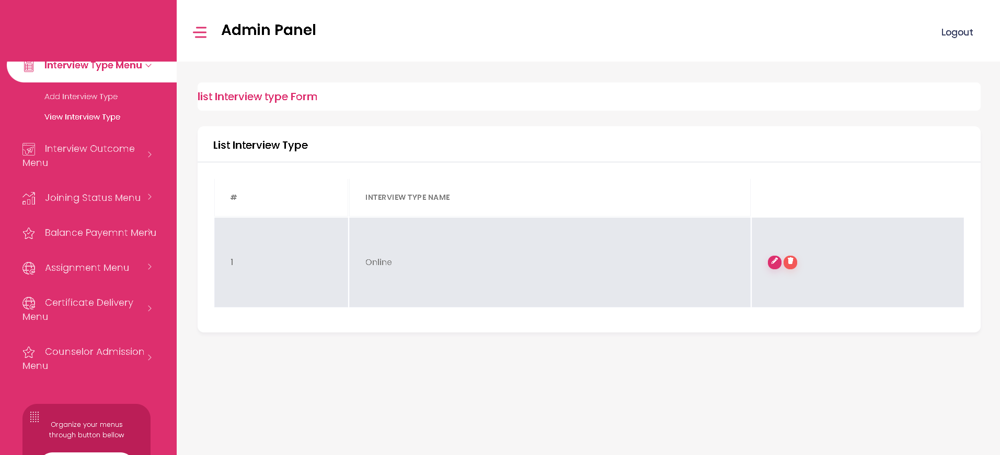 Admin Panel
Logout
Interview Type Menu
Add Interview Type
View Interview Type
Interview Outcome
Menu
Joining Status Menu
Balance Payemnt Menu
Assignment Menu
Certificate Delivery
Menu
Counselor Admission
Menu
Organize your menus
through button bellow
list Interview type Form
List Interview Type
# INTERVIEW TYPE NAME
1 Online